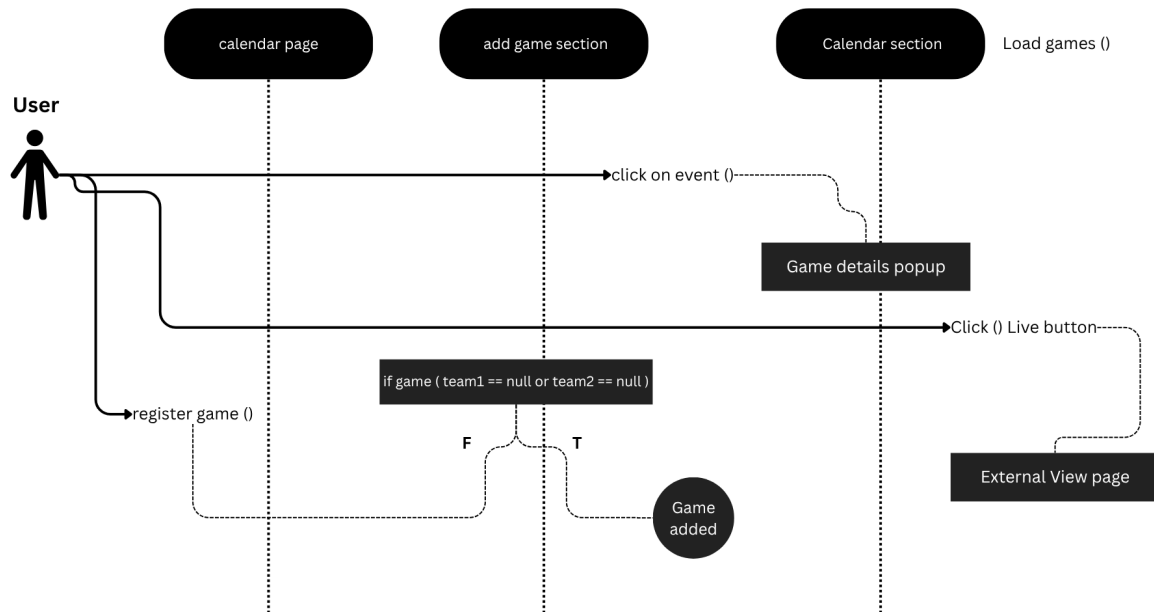 calendar page
add game section
Calendar section
Load games ()
User
click on event ()
Game details popup
Click () Live button
if game ( team1 == null or team2 == null )
register game ()
F
T
External View page
Game
added